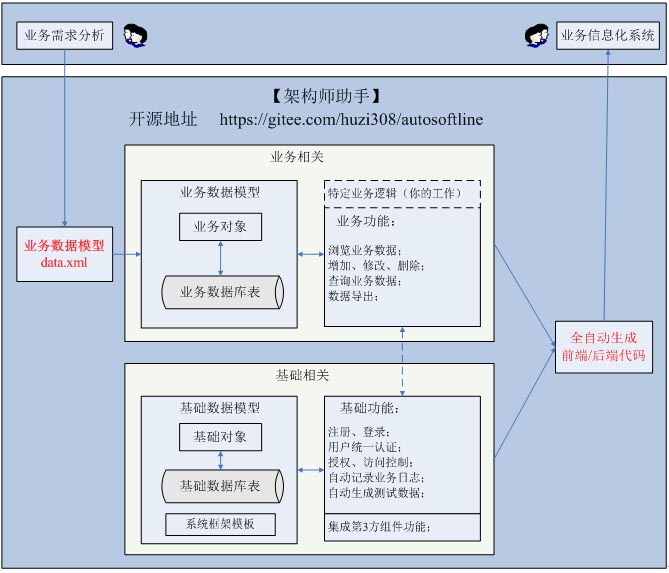 业务需求分析
业务信息化系统
【架构师助手】
开源地址 https://gitee.com/huzi308/autosoftline
业务相关
业务数据模型
业务对象
业务数据库表
特定业务逻辑（你的工作）
业务功能：
浏览业务数据；
增加、修改、删除；
查询业务数据；
数据导出；
业务数据模型
data.xml
全自动生成
前端/后端代码
基础相关
基础数据模型
基础对象
基础数据库表
系统框架模板
基础功能：
注册、登录；
用户统一认证；
授权、访问控制；
自动记录业务日志；
自动生成测试数据；
集成第3方组件功能；